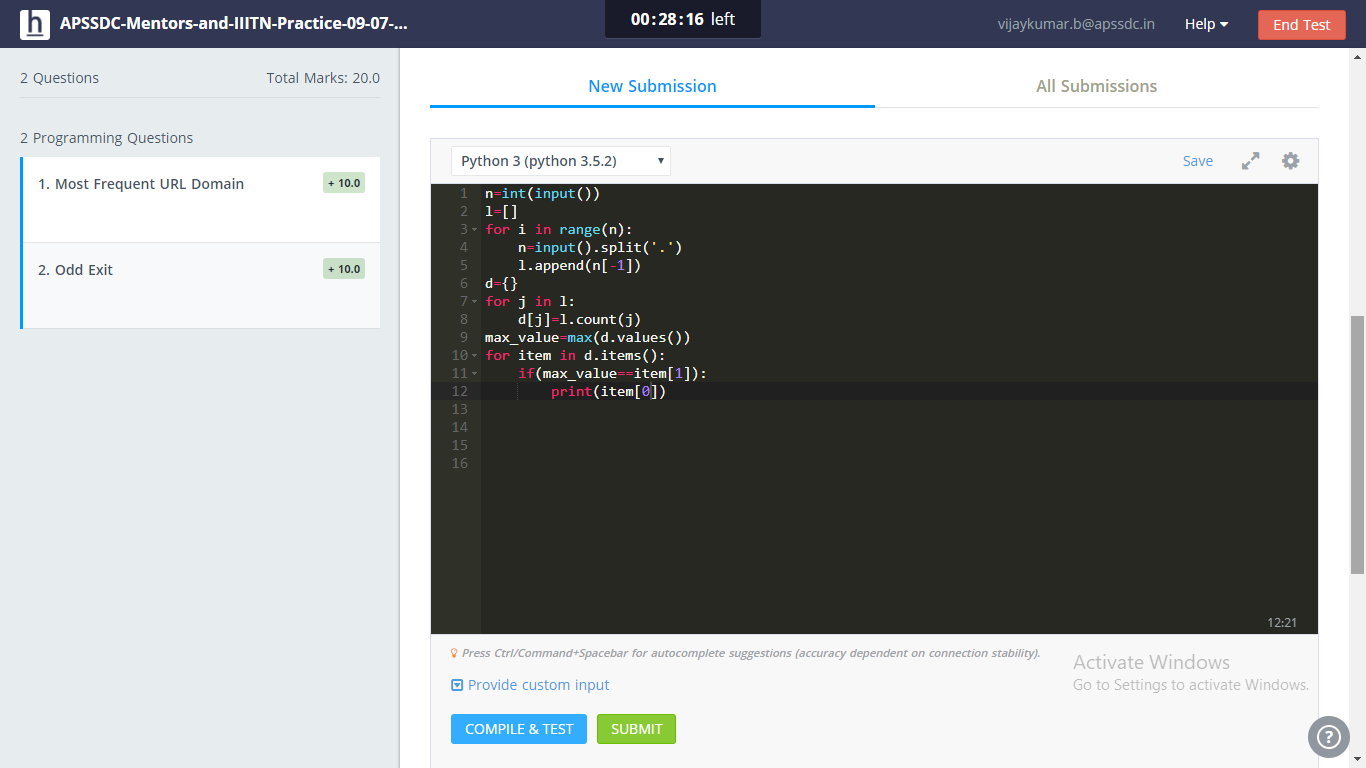 h APSSDC-Mentors-and-IIITN-Practice-09-07-... 00:28:16 left vijaykumar.b@apssdc.in Help End Test
2 Questions Total Marks: 20.0
2 Programming Questions
1. Most Frequent URL Domain + 10.0
2. Odd Exit + 10.0
New Submission All Submissions
Python 3 (python 3.5.2) Save
1 n=int(input())
2 l=[]
3 for i in range(n):
4     n=input().split('.')
5     l.append(n[-1])
6 d={}
7 for j in l:
8     d[j]=l.count(j)
9 max_value=max(d.values())
10 for item in d.items():
11     if(max_value==item[1]):
12         print(item[0])
13
14
15
16
12:21
Press Ctrl/Command+Spacebar for autocomplete suggestions (accuracy dependent on connection stability).
Provide custom input
COMPILE & TEST SUBMIT
Activate Windows
Go to Settings to activate Windows.
?